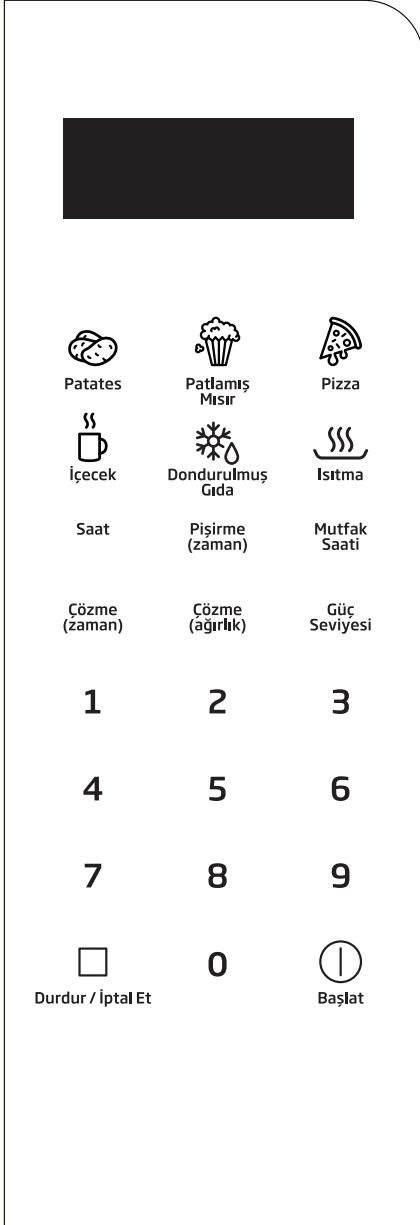 Patates Patlamış Pizza
Mısır
İçecek Dondurulmuş Isıtma
Gıda
Saat Pişirme Mutfak
(zaman) Saati
Çözme Çözme Güç
(zaman) (ağırlık) Seviyesi
1 2 3
4 5 6
7 8 9
0
Durdur / İptal Et Başlat